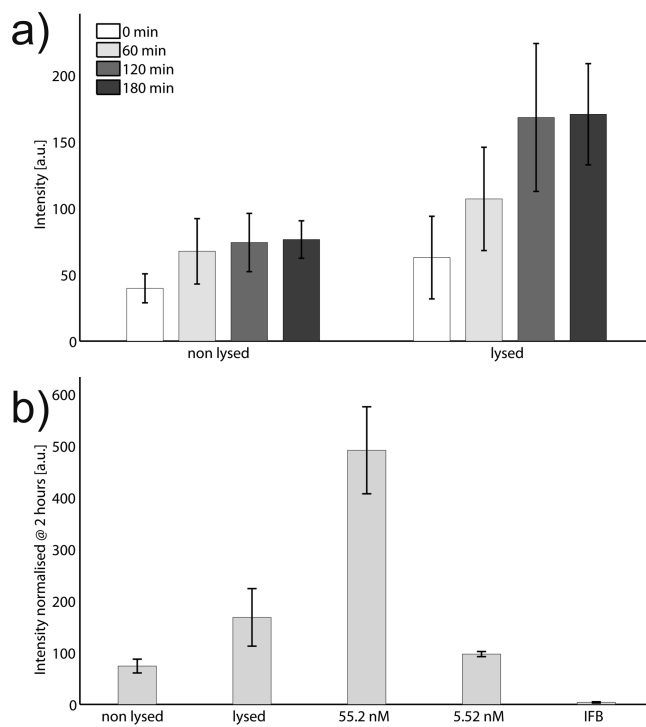 a)
0 min
60 min
120 min
180 min
Intensity [a.u.]
200
150
100
50
0
non lysed
lysed
b)
Intensity normalised @ 2 hours [a.u.]
600
500
400
300
200
100
0
non lysed
lysed
55.2 nM
5.52 nM
IFB